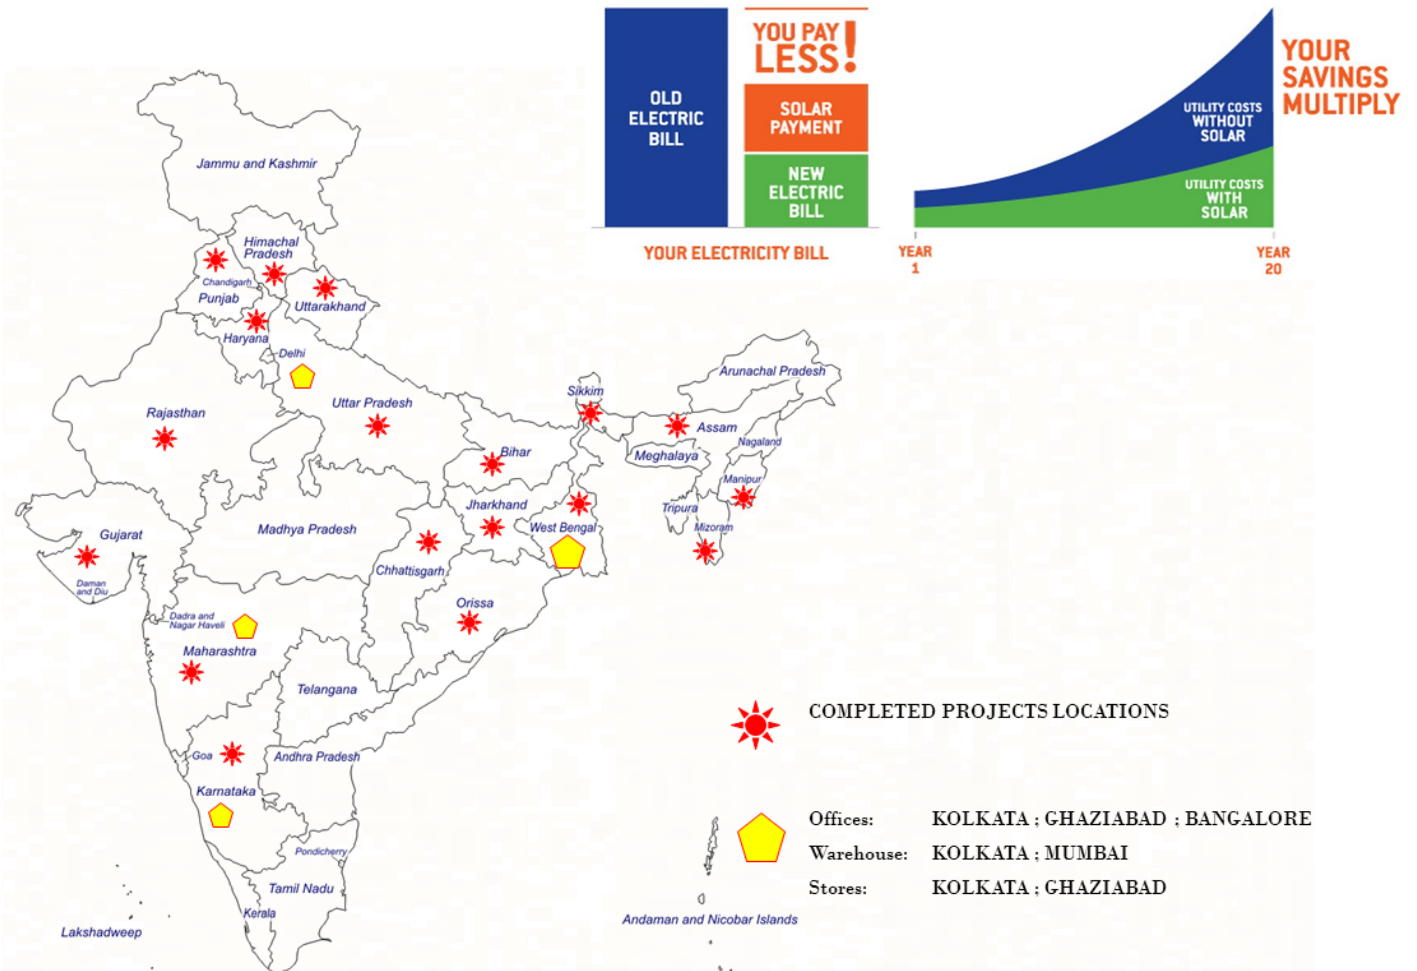 OLD
ELECTRIC
BILL
YOU PAY
LESS!
SOLAR
PAYMENT
NEW
ELECTRIC
BILL
YOUR ELECTRICITY BILL
UTILITY COSTS
WITHOUT
SOLAR
UTILITY COSTS
WITH
SOLAR
YOUR
SAVINGS
MULTIPLY
YEAR
1
YEAR
20
Jammu and Kashmir
Himachal
Pradesh
Chandigarh
Punjab
Uttarakhand
Haryana
Delhi
Rajasthan
Uttar Pradesh
Sikkim
Arunachal Pradesh
Assam
Nagaland
Bihar
Meghalaya
Manipur
Jharkhand
Tripura
Mizoram
West Bengal
Madhya Pradesh
Gujarat
Chhattisgarh
Daman
and Diu
Orissa
Dadra and
Nagar Haveli
Maharashtra
Telangana
Goa
Andhra Pradesh
Karnataka
Pondicherry
Tamil Nadu
Kerala
Lakshadweep
Andaman and Nicobar Islands
COMPLETED PROJECTS LOCATIONS
Offices: KOLKATA ; GHAZIABAD ; BANGALORE
Warehouse: KOLKATA ; MUMBAI
Stores: KOLKATA ; GHAZIABAD